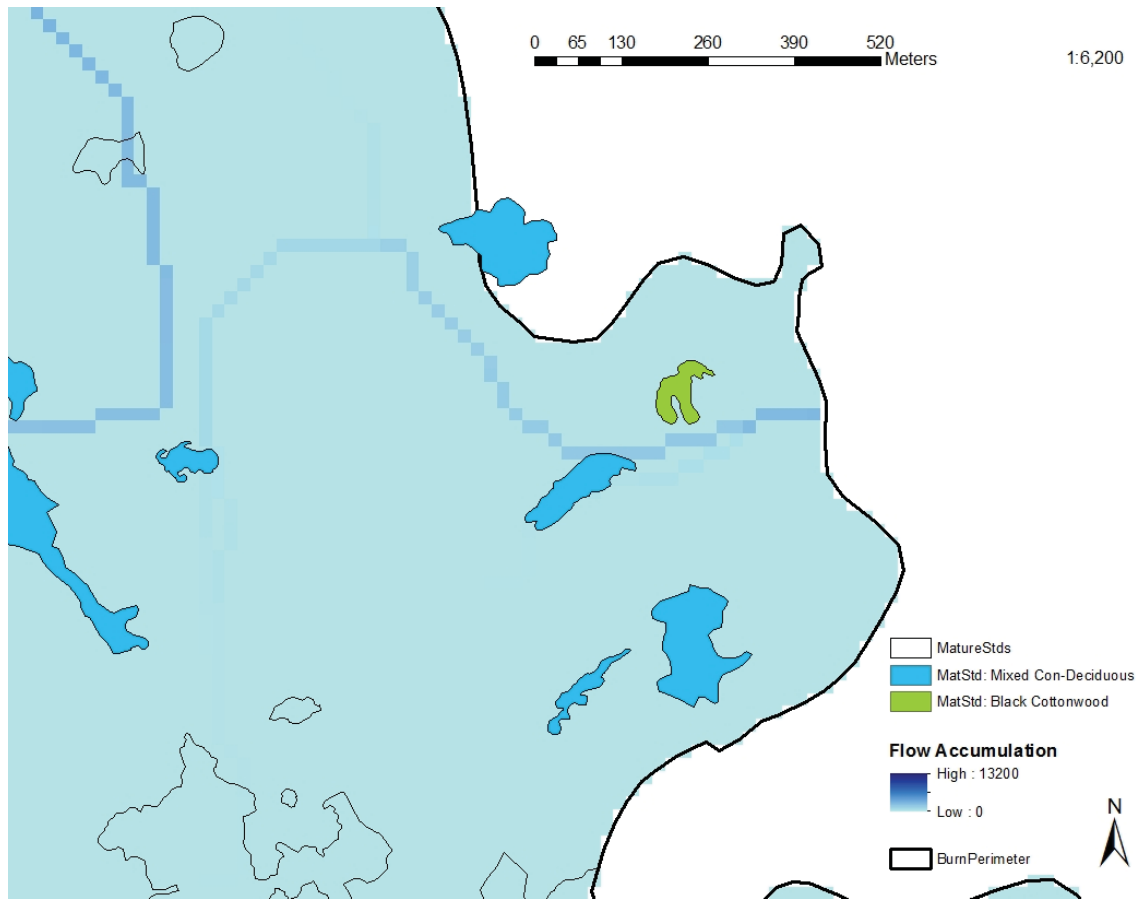 0 65 130 260 390 520
Meters
1:6,200
MatureStds
MatStd: Mixed Con-Deciduous
MatStd: Black Cottonwood
Flow Accumulation
High : 13200
Low : 0
N
BurnPerimeter